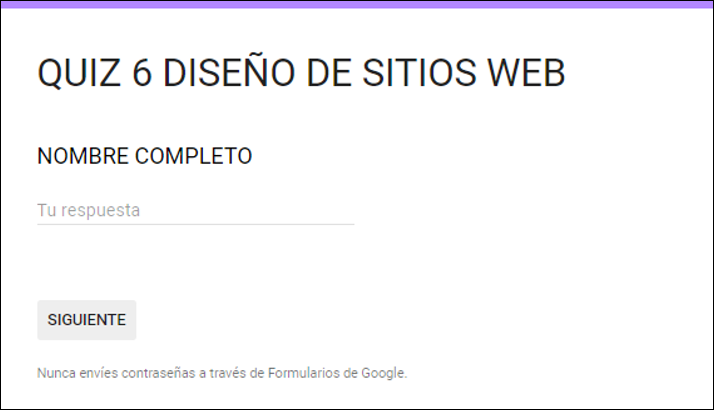 QUIZ 6 DISEÑO DE SITIOS WEB
NOMBRE COMPLETO
Tu respuesta
SIGUIENTE
Nunca envíes contraseñas a través de Formularios de Google.